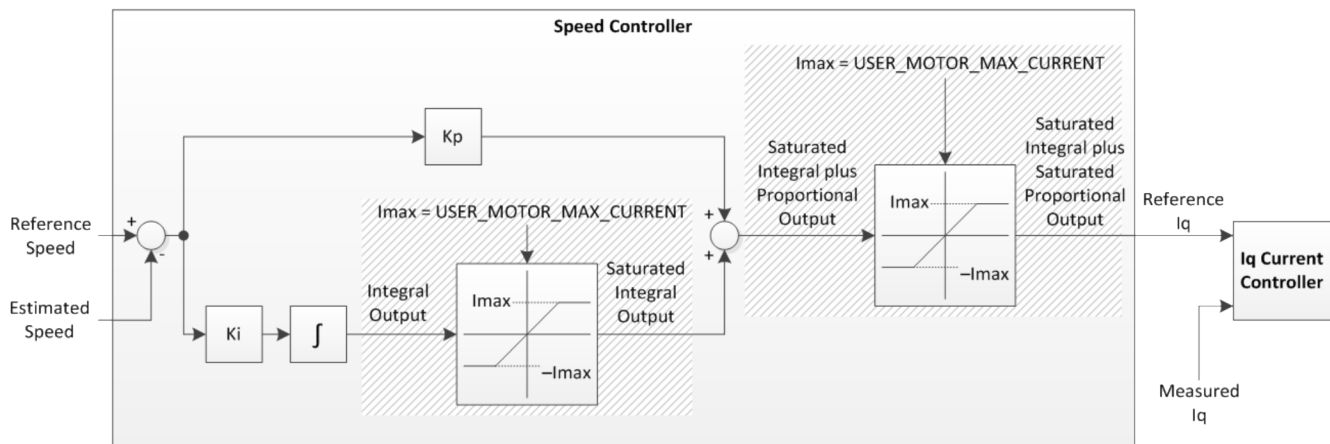 Speed Controller
Imax = USER_MOTOR_MAX_CURRENT
Kp
Saturated
Integral plus
Proportional
Output
Imax
–Imax
Saturated
Integral plus
Saturated
Proportional
Output
Reference
Speed
+
-
Estimated
Speed
Ki
∫
Integral
Output
Imax = USER_MOTOR_MAX_CURRENT
Imax
–Imax
Saturated
Integral
Output
+
+
Reference
Iq
Iq Current
Controller
Measured
Iq